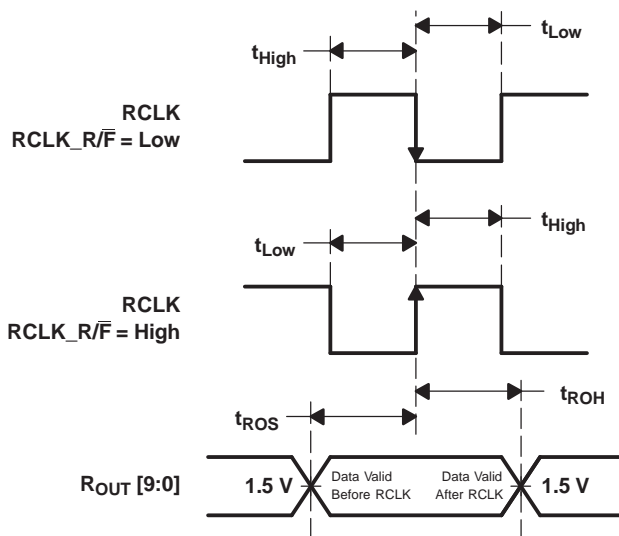 tHigh
tLow
RCLK
RCLK_R/F̅ = Low
tLow
tHigh
RCLK
RCLK_R/F̅ = High
tROS
tROH
ROUT [9:0]
1.5 V
Data Valid
Before RCLK
Data Valid
After RCLK
1.5 V